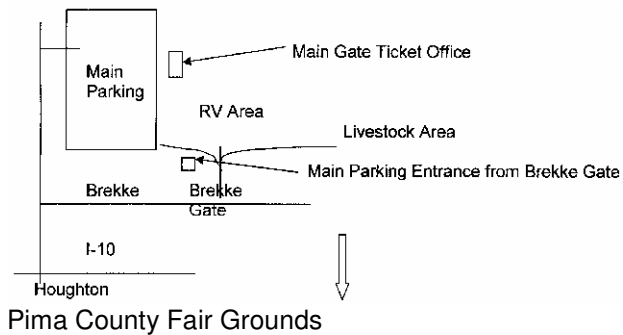 Main Gate Ticket Office
Main
Parking
RV Area
Livestock Area
Main Parking Entrance from Brekke Gate
Brekke
Brekke
Gate
I-10
Houghton
Pima County Fair Grounds